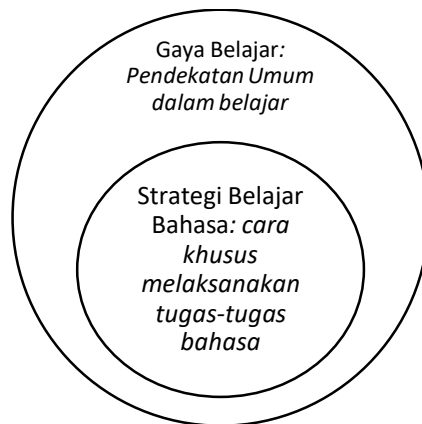 Gaya Belajar:
Pendekatan Umum
dalam belajar
Strategi Belajar
Bahasa: cara
khusus
melaksanakan
tugas-tugas
bahasa